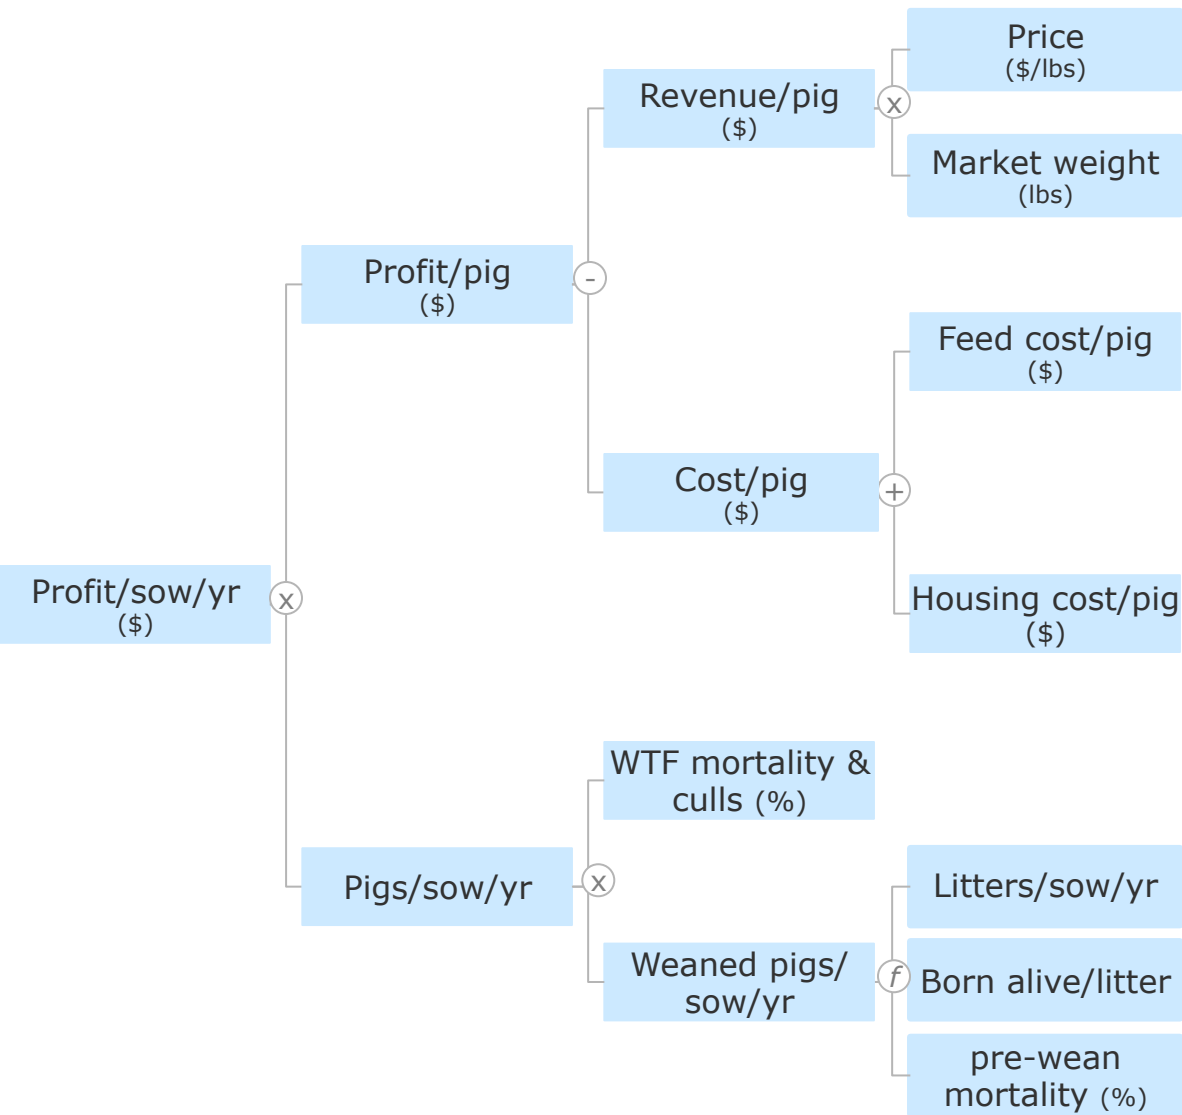 Price
($/lbs)
Revenue/pig
($)
x
Market weight
(lbs)
Profit/pig
($)
-
Feed cost/pig
($)
Cost/pig
($)
+
Housing cost/pig
($)
Profit/sow/yr
($)
x
WTF mortality &
culls (%)
Pigs/sow/yr
x
Litters/sow/yr
Weaned pigs/
sow/yr
f
Born alive/litter
pre-wean
mortality (%)